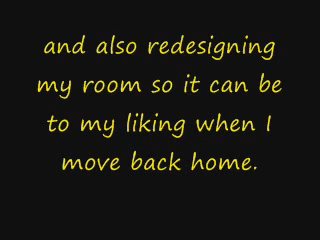 and also redesigning
my room so it can be
to my liking when I
move back home.